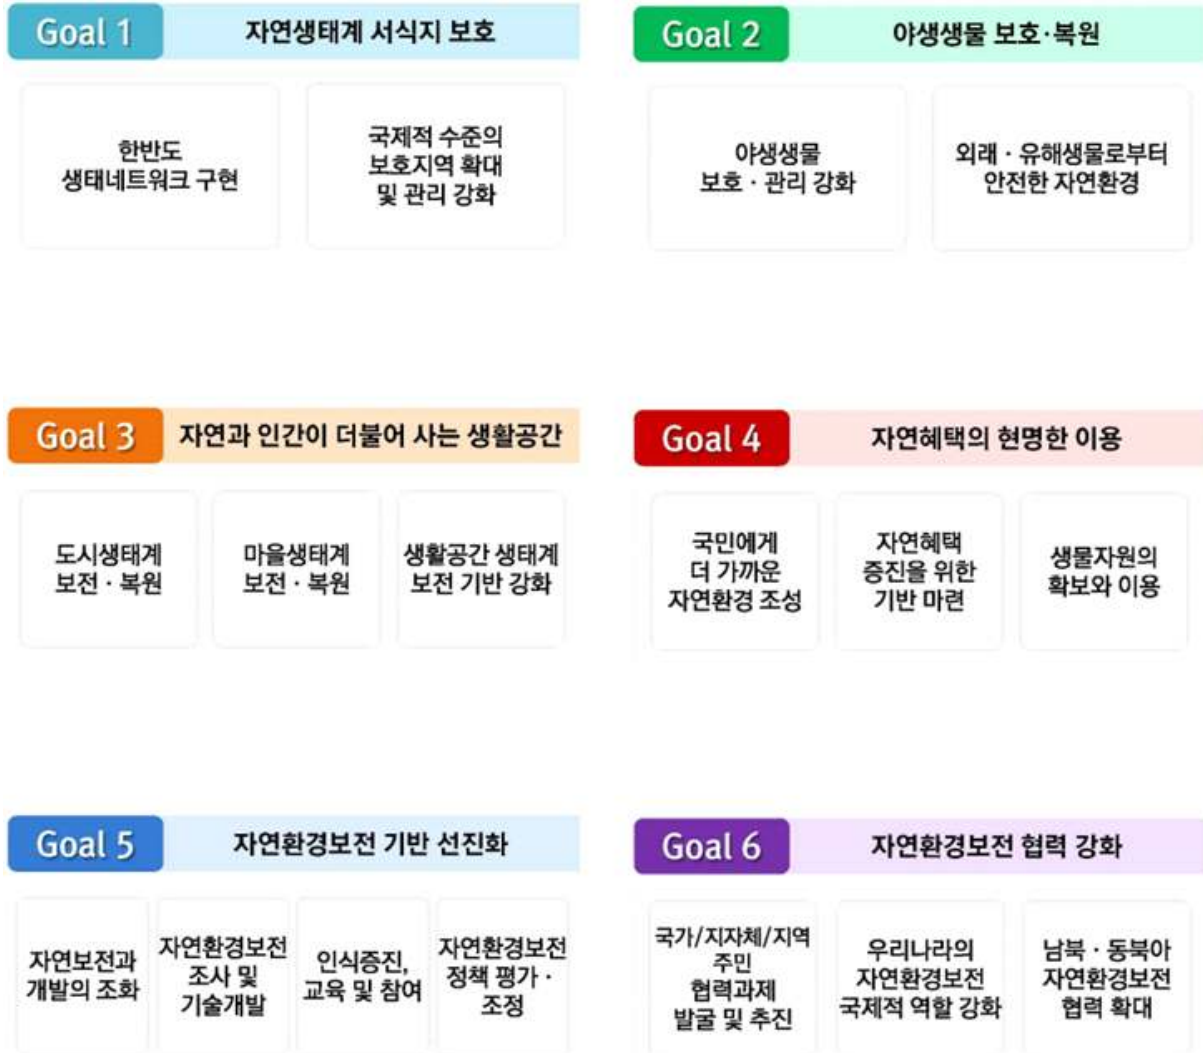 Goal 1
자연생태계 서식지 보호
한반도
생태네트워크 구현
국제적 수준의
보호지역 확대
및 관리 강화
Goal 2
야생생물 보호·복원
야생생물
보호 · 관리 강화
외래 · 유해생물로부터
안전한 자연환경
Goal 3
자연과 인간이 더불어 사는 생활공간
도시생태계
보전 · 복원
마을생태계
보전 · 복원
생활공간 생태계
보전 기반 강화
Goal 4
자연혜택의 현명한 이용
국민에게
더 가까운
자연환경 조성
자연혜택
증진을 위한
기반 마련
생물자원의
확보와 이용
Goal 5
자연환경보전 기반 선진화
자연보전과
개발의 조화
자연환경보전
조사 및
기술개발
인식증진,
교육 및 참여
자연환경보전
정책 평가 ·
조정
Goal 6
자연환경보전 협력 강화
국가/지자체/지역
주민
협력과제
발굴 및 추진
우리나라의
자연환경보전
국제적 역할 강화
남북 · 동북아
자연환경보전
협력 확대